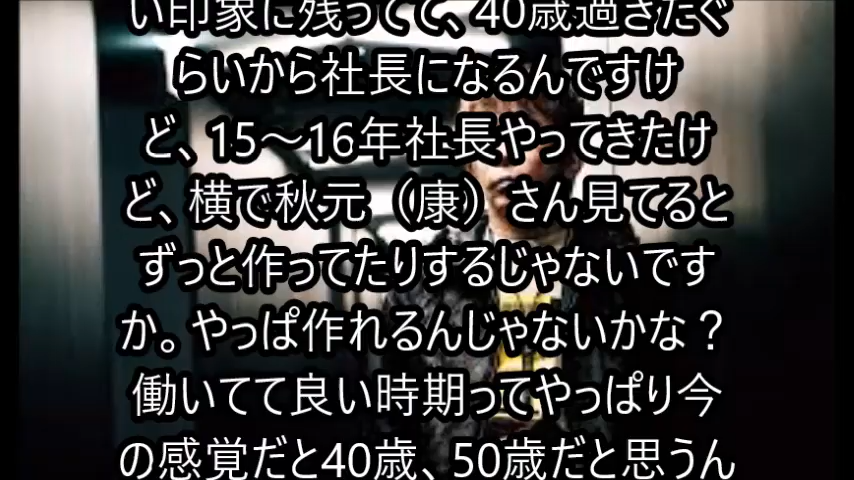 い印象に残ってて、40歳過ぎたぐ
らいから社長になるんですけ
ど、15～16年社長やってきたけ
ど、横で秋元（康）さん見てると
ずっと作ってたりするじゃないです
か。やっぱ作れるんじゃないかな？
働いてて良い時期ってやっぱり今
の感覚だと40歳、50歳だと思うん